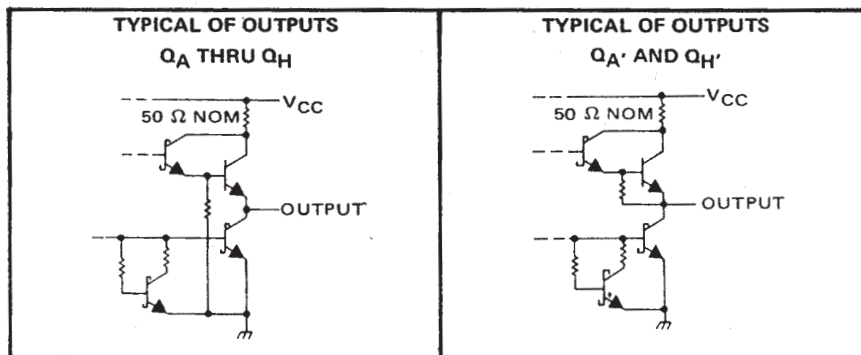 TYPICAL OF OUTPUTS
QA THRU QH
VCC
50 Ω NOM
OUTPUT
TYPICAL OF OUTPUTS
QA' AND QH'
VCC
50 Ω NOM
OUTPUT